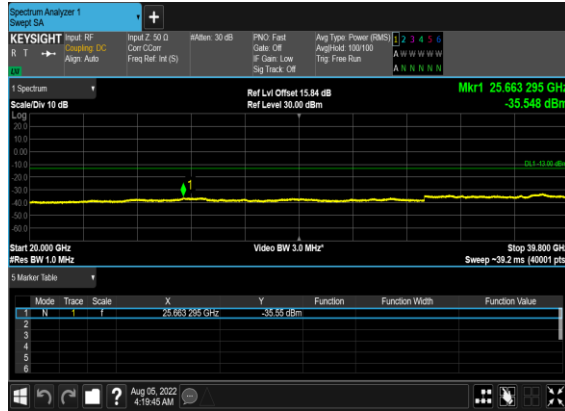 Spectrum Analyzer 1
Swept SA
+
KEYSIGHT Input: RF Input Z: 50 Ω #Atten: 30 dB PNO: Fast Avg Type: Power (RMS) 1 2 3 4 5 6
R T Coupling: DC Corr CCorr Gate: Off Avg|Hold: 100/100 A W W W W W
Align: Auto Freq Ref: Int (S) IF Gain: Low Trig: Free Run
Sig Track: Off A N N N N N
1 Spectrum
Ref Lvl Offset 15.84 dB Mkr1 25.663 295 GHz
Scale/Div 10 dB Ref Level 30.00 dBm -35.548 dBm
Log
20.0
10.0
0.00
-10.0 DL1 -13.00 dBm
-20.0
-30.0 1
-40.0
-50.0
-60.0
Start 20.000 GHz Video BW 3.0 MHz* Stop 39.800 GHz
#Res BW 1.0 MHz Sweep ~39.2 ms (40001 pts)
5 Marker Table
Mode Trace Scale X Y Function Function Width Function Value
1 N 1 f 25.663 295 GHz -35.55 dBm
2
3
4
5
6
? Aug 05, 2022
4:19:45 AM